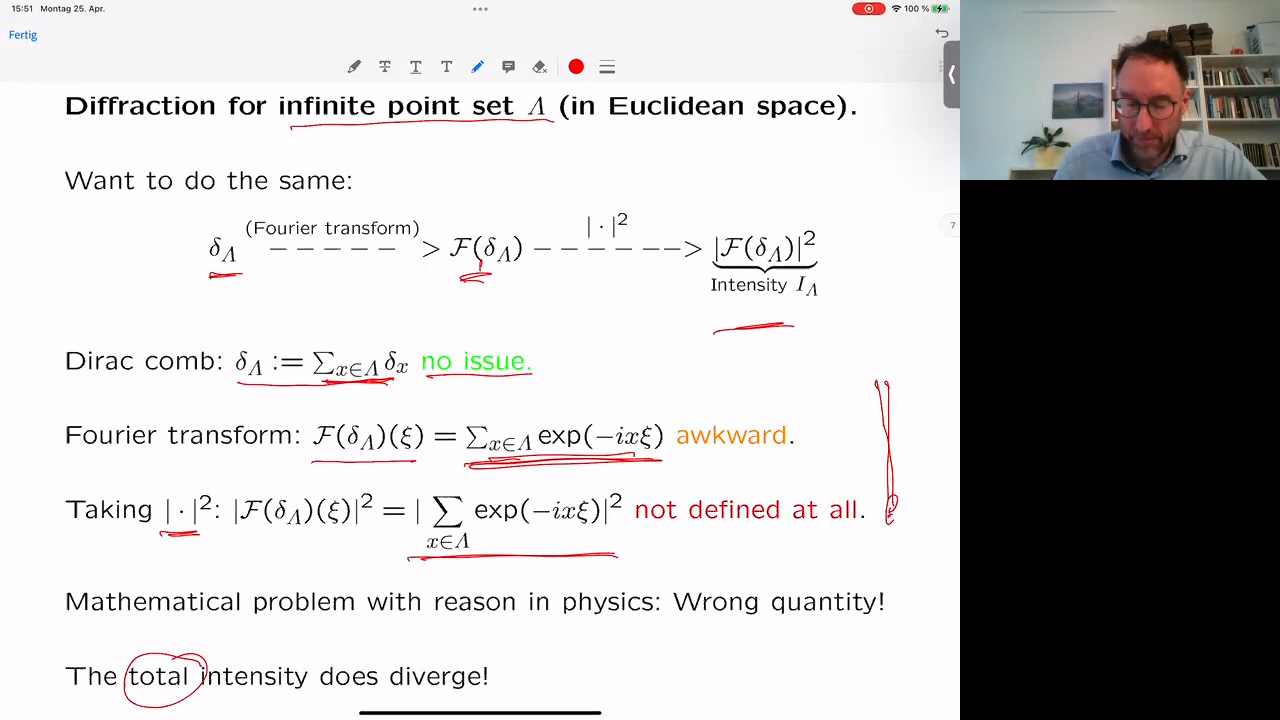 15:51 Montag 25. Apr.
100 %
Fertig
T T T
Diffraction for infinite point set Λ (in Euclidean space).
Want to do the same:
δ_Λ (Fourier transform) − − − − − > F(δ_Λ) |·|² − − − − − −> |F(δ_Λ)|²
Intensity I_Λ
7
Dirac comb: δ_Λ := ∑_{x∈Λ} δ_x no issue.
Fourier transform: F(δ_Λ)(ξ) = ∑_{x∈Λ} exp(−ixξ) awkward.
Taking |·|²: |F(δ_Λ)(ξ)|² = | ∑_{x∈Λ} exp(−ixξ)|² not defined at all.
Mathematical problem with reason in physics: Wrong quantity!
The total intensity does diverge!